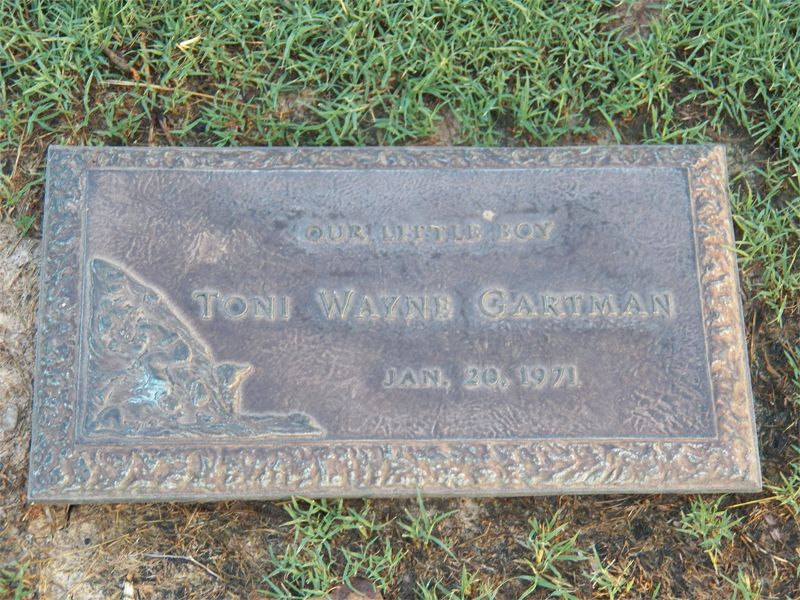 OUR LITTLE BOY
TONI WAYNE GARTMAN
JAN. 20, 1971